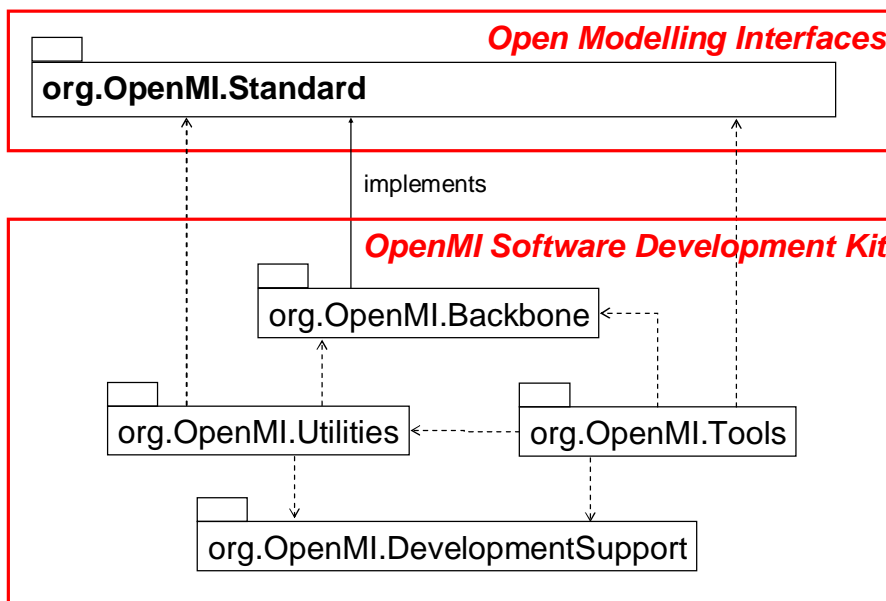 Open Modelling Interfaces
org.OpenMI.Standard
implements
OpenMI Software Development Kit
org.OpenMI.Backbone
org.OpenMI.Utilities
org.OpenMI.Tools
org.OpenMI.DevelopmentSupport